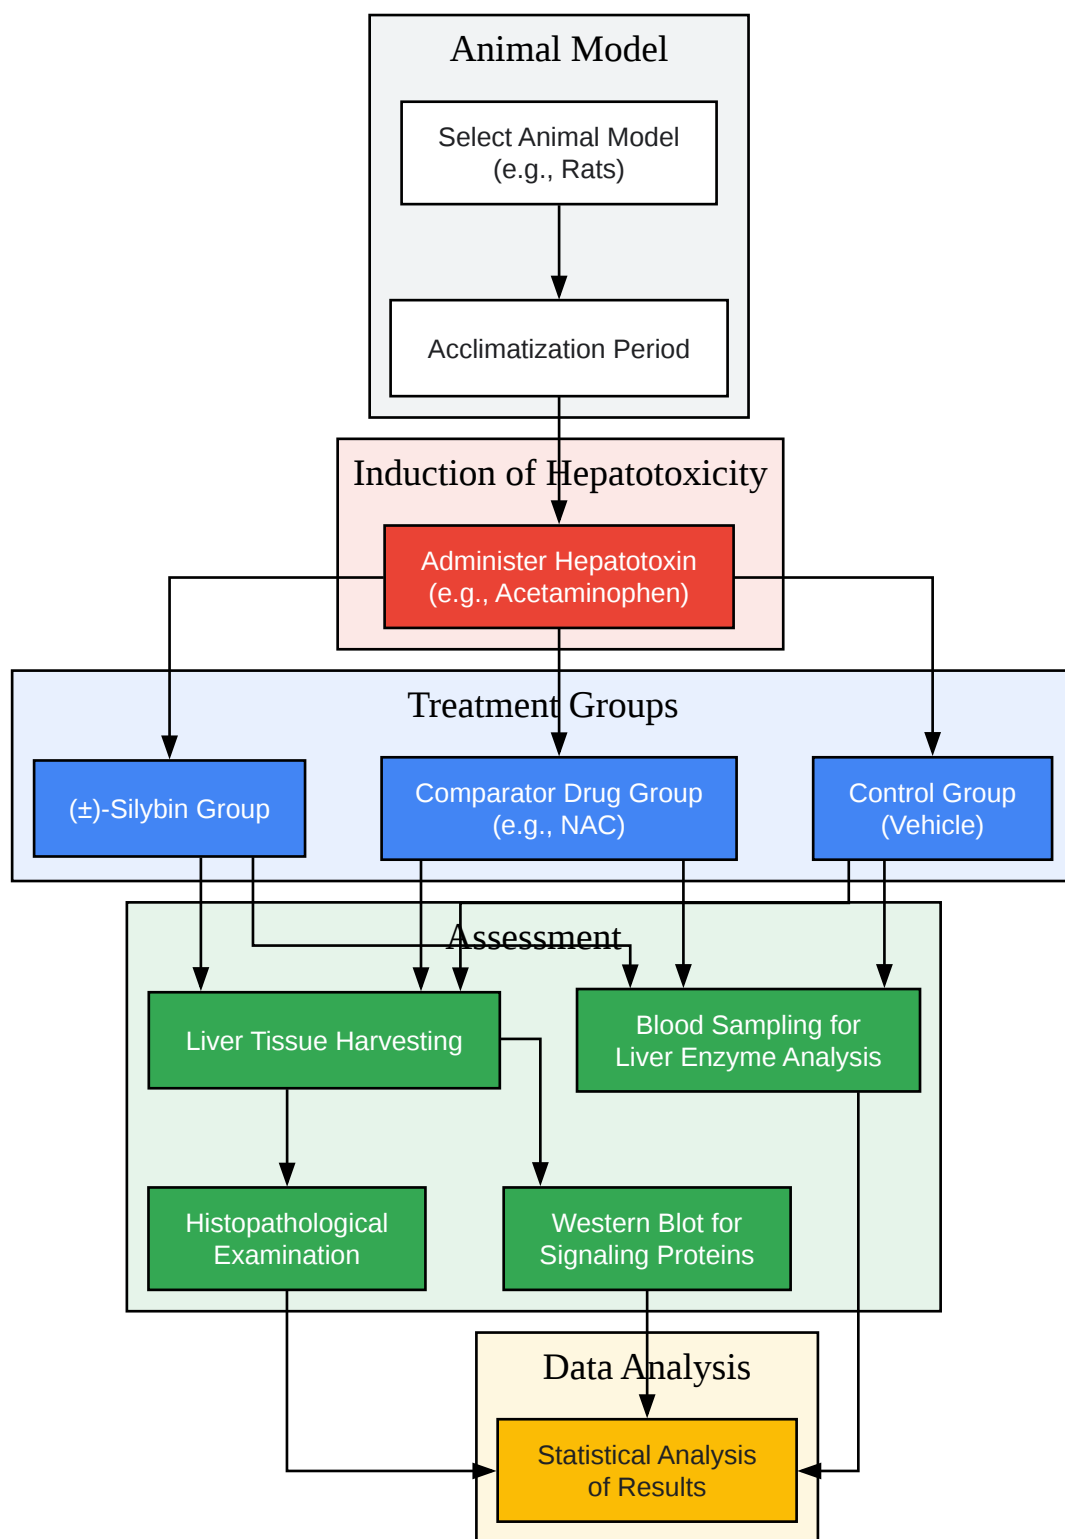 Animal Model
Select Animal Model
(e.g., Rats)
Acclimatization Period
Induction of Hepatotoxicity
Administer Hepatotoxin
(e.g., Acetaminophen)
Treatment Groups
(±)-Silybin Group
Comparator Drug Group
(e.g., NAC)
Control Group
(Vehicle)
Assessment
Liver Tissue Harvesting
Blood Sampling for
Liver Enzyme Analysis
Histopathological
Examination
Western Blot for
Signaling Proteins
Data Analysis
Statistical Analysis
of Results